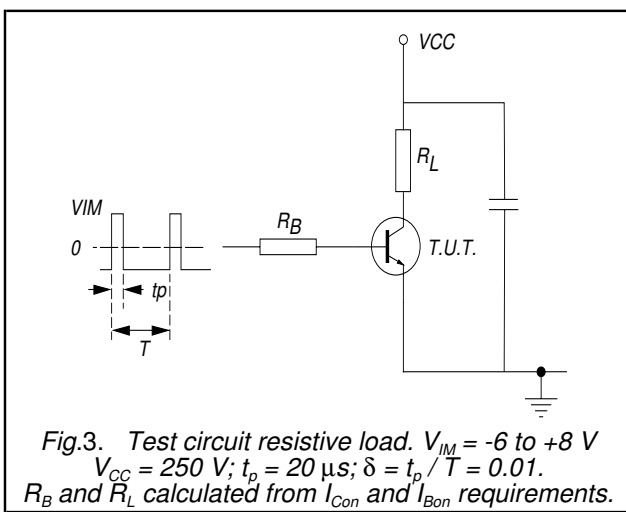 VCC
R_L
VIM
R_B
0
T.U.T.
tp
T
Fig.3. Test circuit resistive load. V_IM = -6 to +8 V
V_CC = 250 V; t_p = 20 μs; δ = t_p / T = 0.01.
R_B and R_L calculated from I_Con and I_Bon requirements.